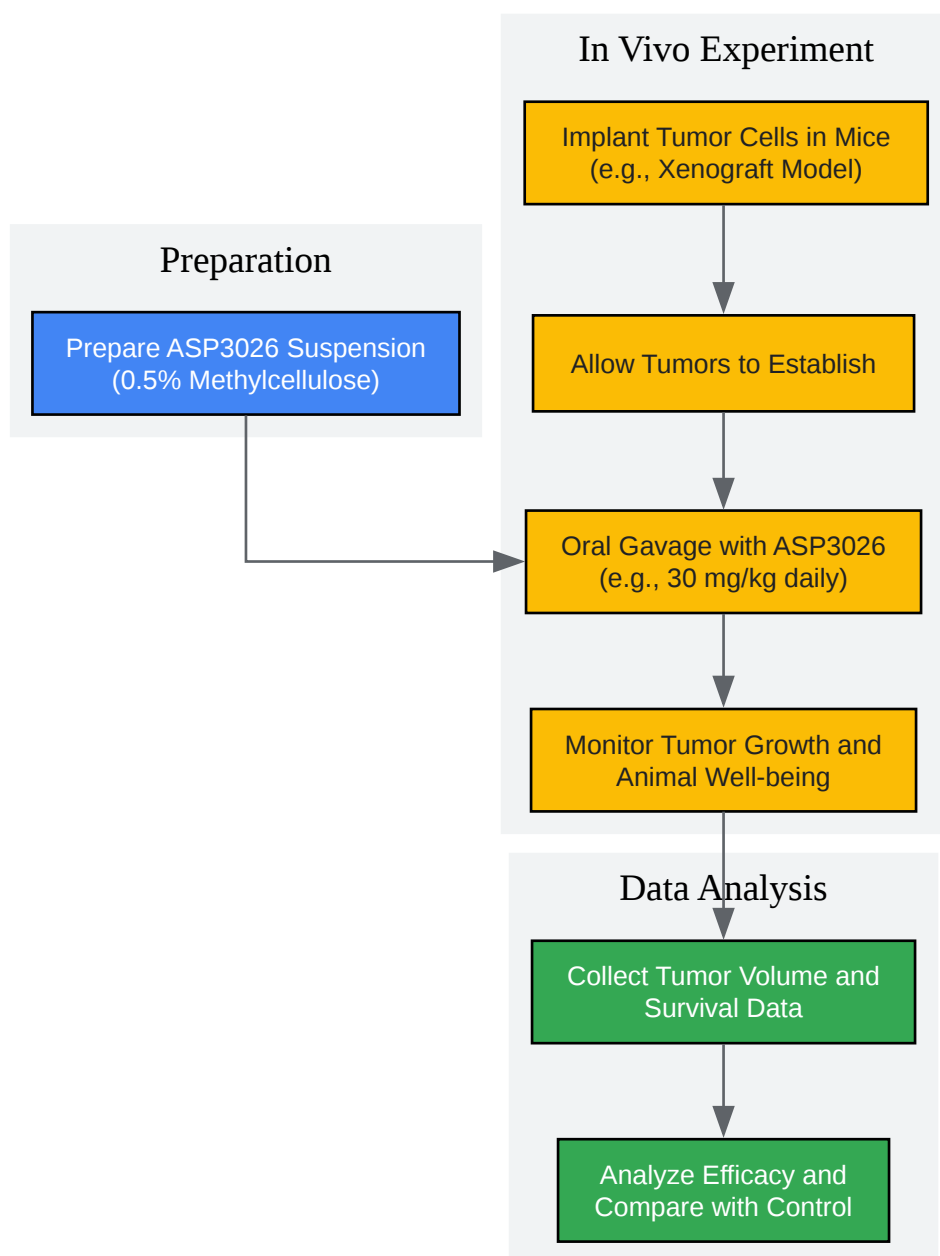 In Vivo Experiment
Implant Tumor Cells in Mice
(e.g., Xenograft Model)
Preparation
Prepare ASP3026 Suspension
(0.5% Methylcellulose)
Allow Tumors to Establish
Oral Gavage with ASP3026
(e.g., 30 mg/kg daily)
Monitor Tumor Growth and
Animal Well-being
Data Analysis
Collect Tumor Volume and
Survival Data
Analyze Efficacy and
Compare with Control